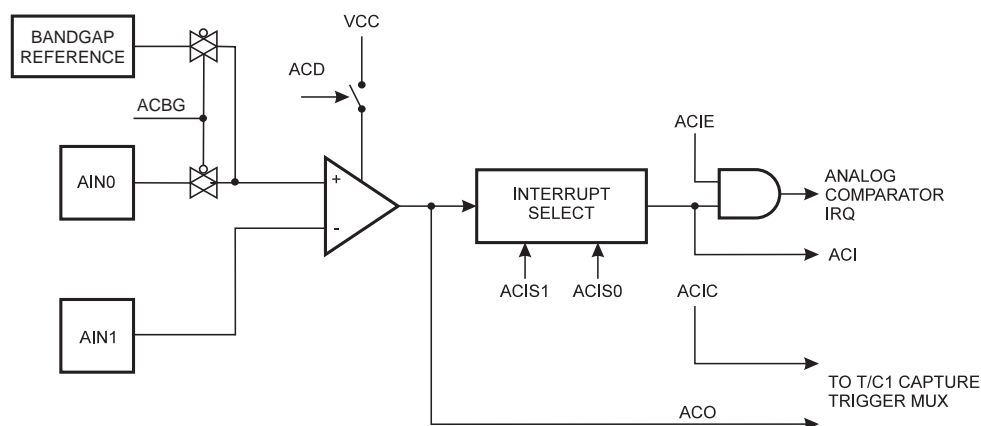 BANDGAP
REFERENCE
VCC
ACD
ACBG
ACIE
AIN0
+
-
INTERRUPT
SELECT
ANALOG
COMPARATOR
IRQ
ACI
ACIS1
ACIS0
ACIC
AIN1
TO T/C1 CAPTURE
TRIGGER MUX
ACO